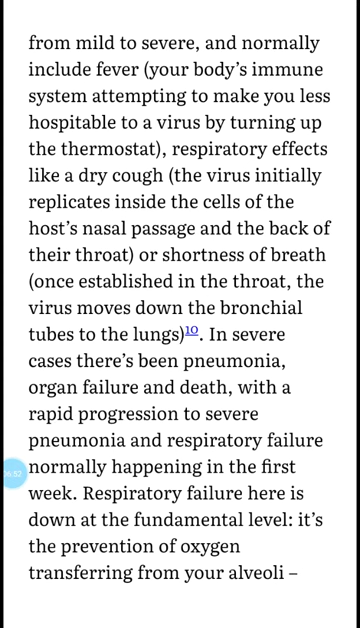 from mild to severe, and normally
include fever (your body’s immune
system attempting to make you less
hospitable to a virus by turning up
the thermostat), respiratory effects
like a dry cough (the virus initially
replicates inside the cells of the
host’s nasal passage and the back of
their throat) or shortness of breath
(once established in the throat, the
virus moves down the bronchial
tubes to the lungs)10. In severe
cases there’s been pneumonia,
organ failure and death, with a
rapid progression to severe
pneumonia and respiratory failure
normally happening in the first
week. Respiratory failure here is
down at the fundamental level: it’s
the prevention of oxygen
transferring from your alveoli –